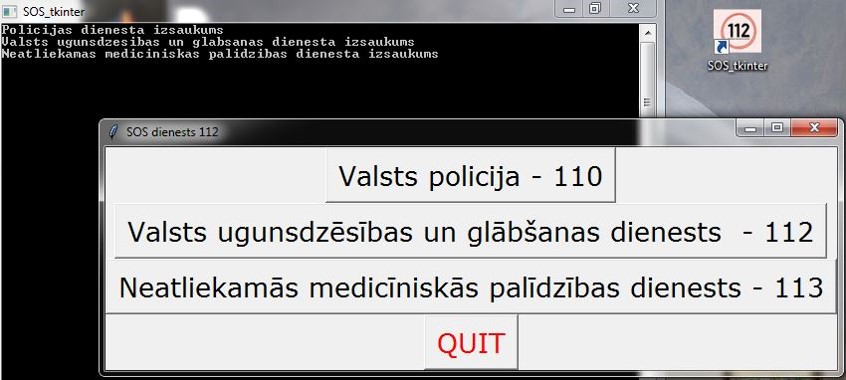 SOS_tkinter
Policijas dienesta izsaukums
Valsts ugunsdzesibas un glabsanas dienesta izsaukums
Neatliekamas mediciniskas palidzibas dienesta izsaukums
112
SOS_tkinter
SOS dienests 112
Valsts policija - 110
Valsts ugunsdzēsības un glābšanas dienests - 112
Neatliekamās medicīniskās palīdzības dienests - 113
QUIT